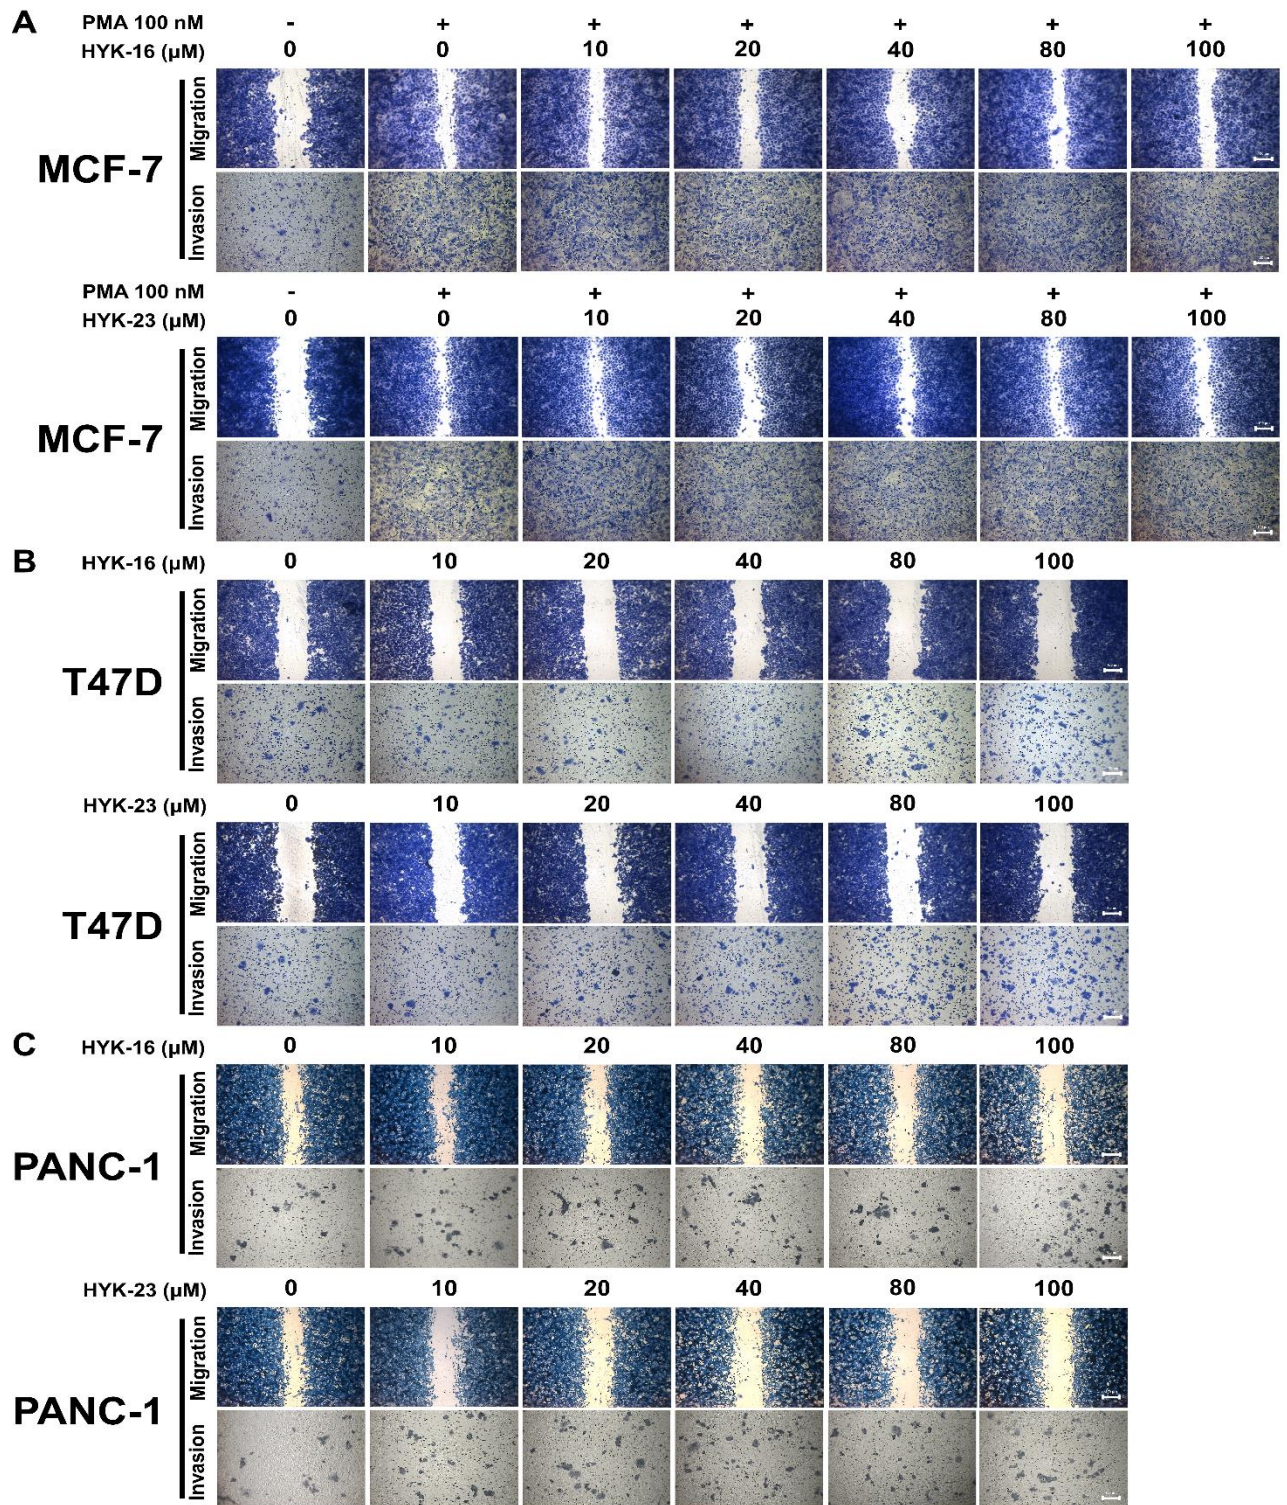 A
PMA 100 nM - + + + + + +
HYK-16 (µM) 0 0 10 20 40 80 100
MCF-7
Migration
Invasion
PMA 100 nM - + + + + + +
HYK-23 (µM) 0 0 10 20 40 80 100
MCF-7
Migration
Invasion
B
HYK-16 (µM) 0 10 20 40 80 100
T47D
Migration
Invasion
HYK-23 (µM) 0 10 20 40 80 100
T47D
Migration
Invasion
C
HYK-16 (µM) 0 10 20 40 80 100
PANC-1
Migration
Invasion
HYK-23 (µM) 0 10 20 40 80 100
PANC-1
Migration
Invasion